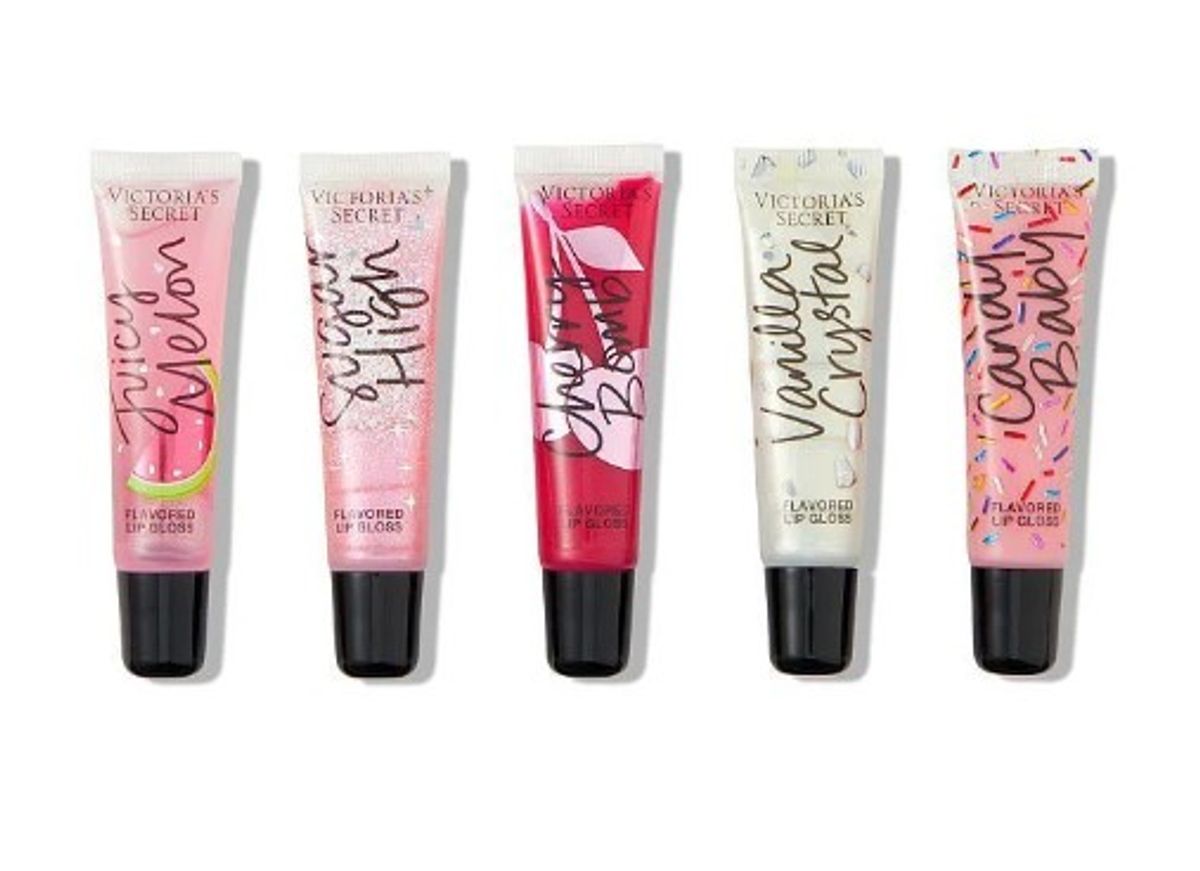 VICTORIA'S
SECRET
Juicy
Melon
FLAVORED
LIP GLOSS
VICTORIA'S
SECRET
Sugar
High
FLAVORED
LIP GLOSS
VICTORIA'S
SECRET
Cherry
Bomb
FLAVORED
LIP GLOSS
VICTORIA'S
SECRET
Vanilla
Crystal
FLAVORED
LIP GLOSS
VICTORIA'S
SECRET
Candy
Baby
FLAVORED
LIP GLOSS